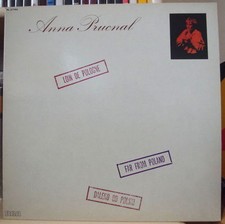 Anna Prucnal
LOIN DE POLOGNE
FAR FROM POLAND
DALEKO OD POLSKI